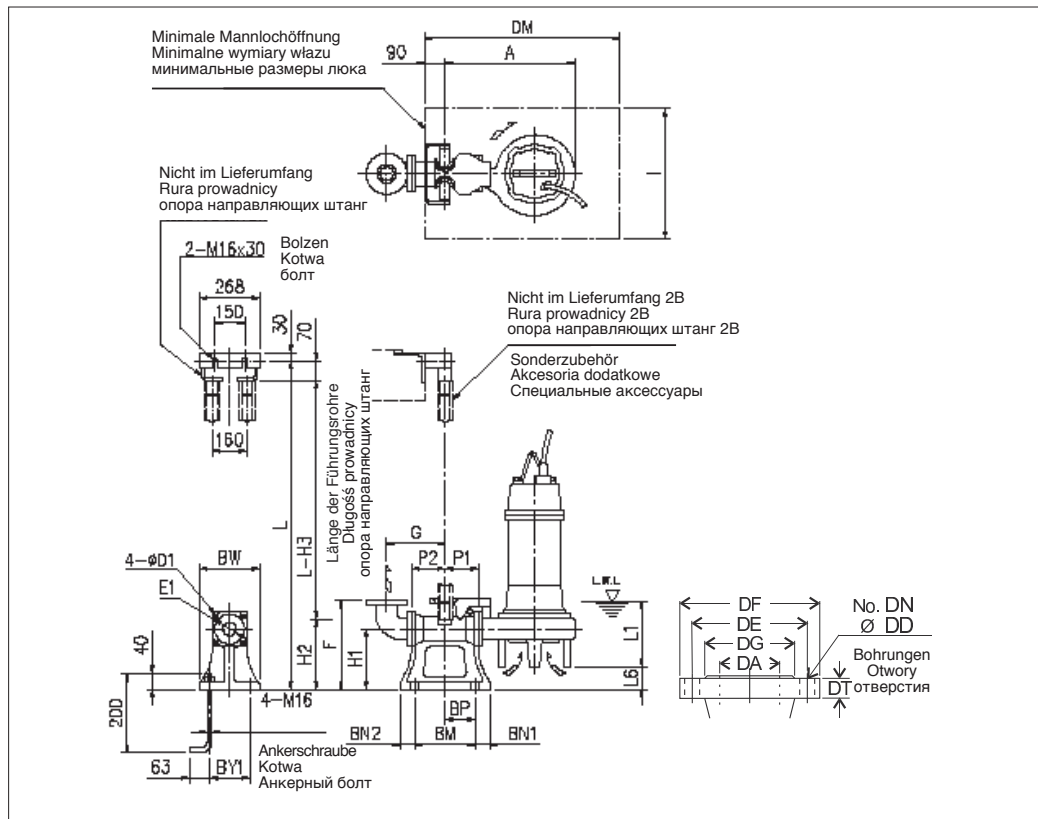 DM
Minimale Mannlochöffnung
Minimalne wymiary włazu
минимальные размеры люка
90
A
I
Nicht im Lieferumfang
Rura prowadnicy
опора направляющих штанг
2-M16x30
Bolzen
Kotwa
болт
268
150
30
70
160
Nicht im Lieferumfang 2B
Rura prowadnicy 2B
опора направляющих штанг 2B
Sonderzubehör
Akcesoria dodatkowe
Специальные аксессуары
Länge der Führungsrohre
Długość prowadnicy
опора направляющих штанг
L
L-H3
G
P2
P1
4-øD1
BW
E1
40
H2
F
H1
L.W.L
L1
L6
DF
DE
DG
DA
No. DN
Ø DD
Bohrungen
Otwory
отверстия
DT
4-M16
200
BP
BN2
BM
BN1
63
BY1
Ankerschraube
Kotwa
Анкерный болт